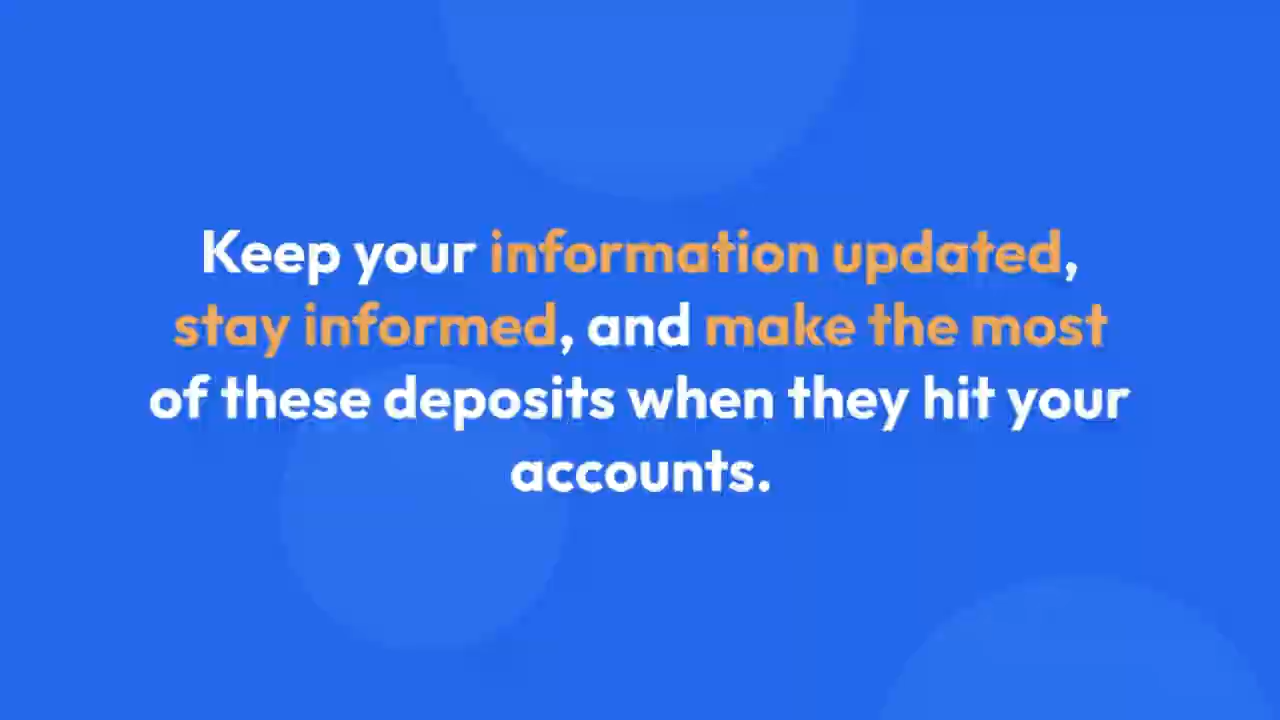 Keep your information updated,
stay informed, and make the most
of these deposits when they hit your
accounts.